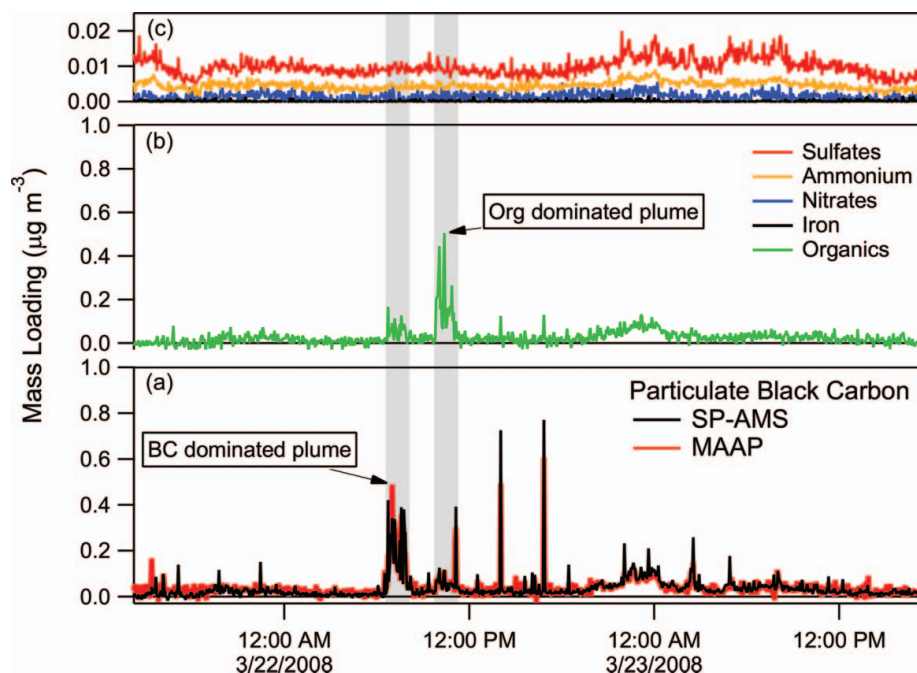 (c)
0.02
0.01
0.00
1.0
(b)
0.8
0.6
0.4
0.2
0.0
Sulfates
Ammonium
Nitrates
Iron
Organics
Org dominated plume
Mass Loading (µg m⁻³)
1.0
(a)
0.8
0.6
0.4
0.2
0.0
Particulate Black Carbon
SP-AMS
MAAP
BC dominated plume
12:00 AM
3/22/2008
12:00 PM
12:00 AM
3/23/2008
12:00 PM